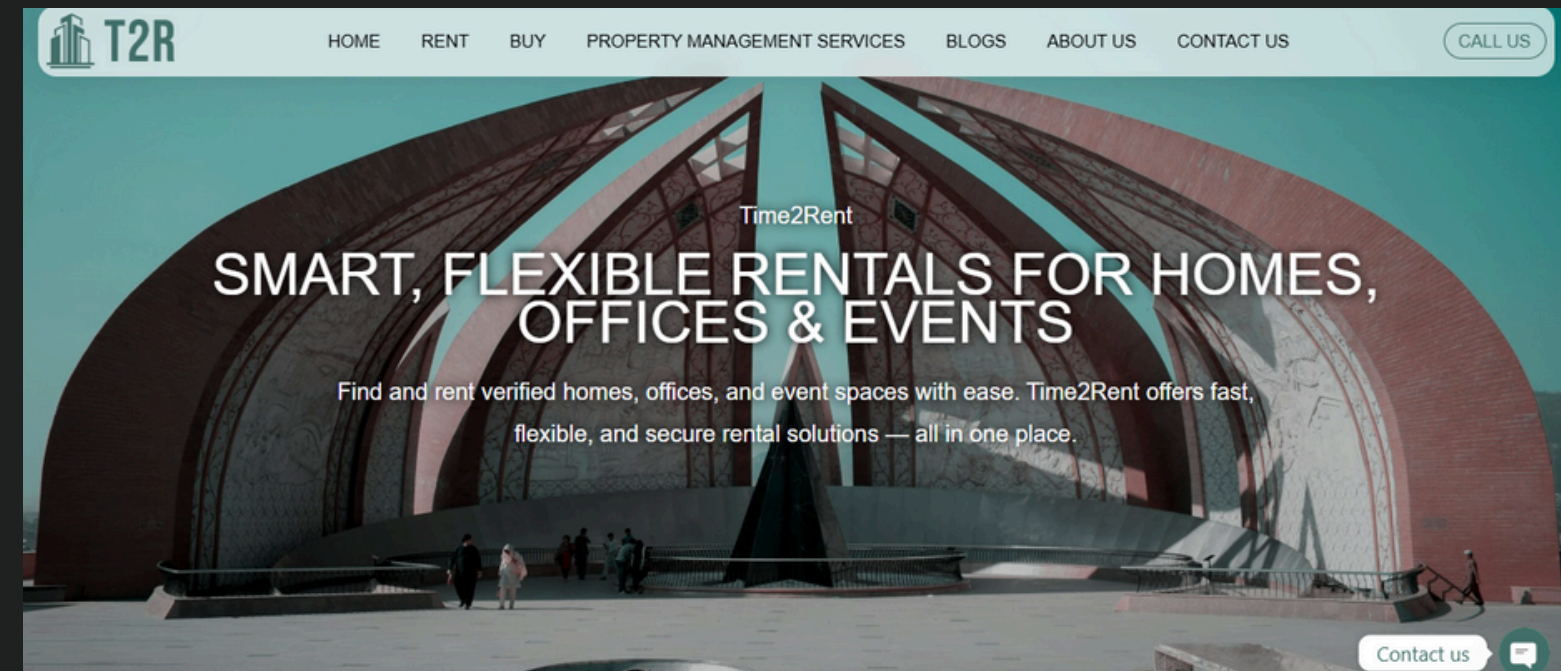 T2R
HOME RENT BUY PROPERTY MANAGEMENT SERVICES BLOGS ABOUT US CONTACT US
CALL US
Time2Rent
SMART, FLEXIBLE RENTALS FOR HOMES,
OFFICES & EVENTS
Find and rent verified homes, offices, and event spaces with ease. Time2Rent offers fast,
flexible, and secure rental solutions — all in one place.
Contact us